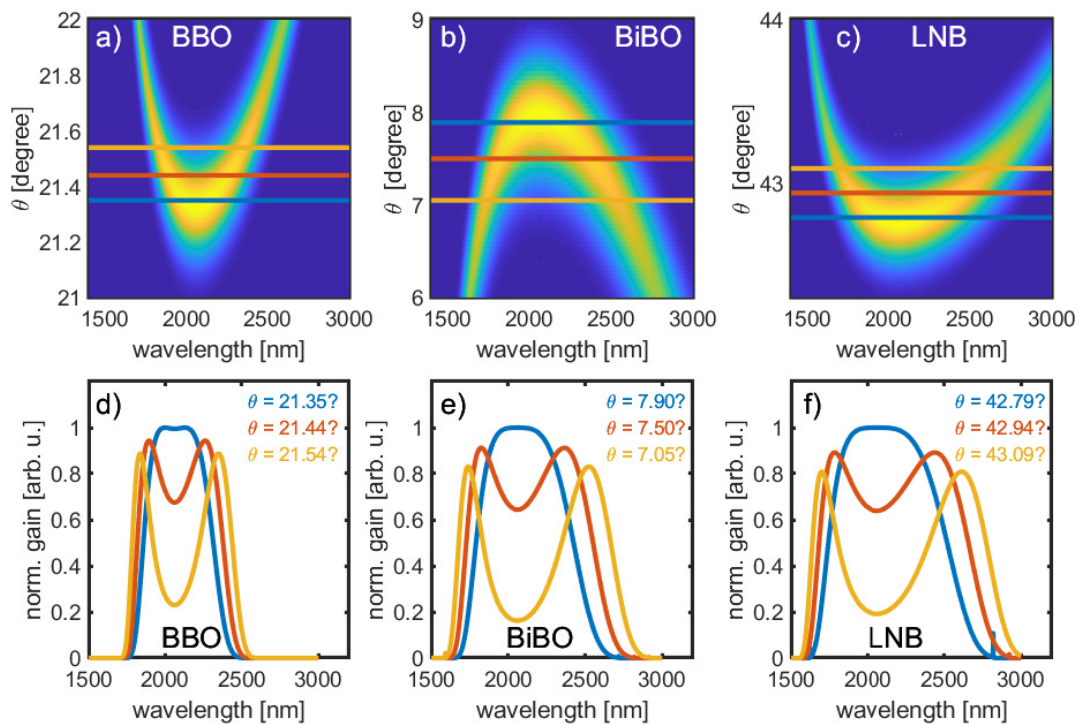 a) BBO
22
21.8
21.6
21.4
21.2
21
θ [degree]
1500 2000 2500 3000
wavelength [nm]
b) BiBO
9
8
7
6
θ [degree]
1500 2000 2500 3000
wavelength [nm]
c) LNB
44
43
θ [degree]
1500 2000 2500 3000
wavelength [nm]
d)
θ = 21.35?
θ = 21.44?
θ = 21.54?
1
0.8
0.6
0.4
0.2
0
norm. gain [arb. u.]
BBO
1500 2000 2500 3000
wavelength [nm]
e)
θ = 7.90?
θ = 7.50?
θ = 7.05?
1
0.8
0.6
0.4
0.2
0
norm. gain [arb. u.]
BiBO
1500 2000 2500 3000
wavelength [nm]
f)
θ = 42.79?
θ = 42.94?
θ = 43.09?
1
0.8
0.6
0.4
0.2
0
norm. gain [arb. u.]
LNB
1500 2000 2500 3000
wavelength [nm]